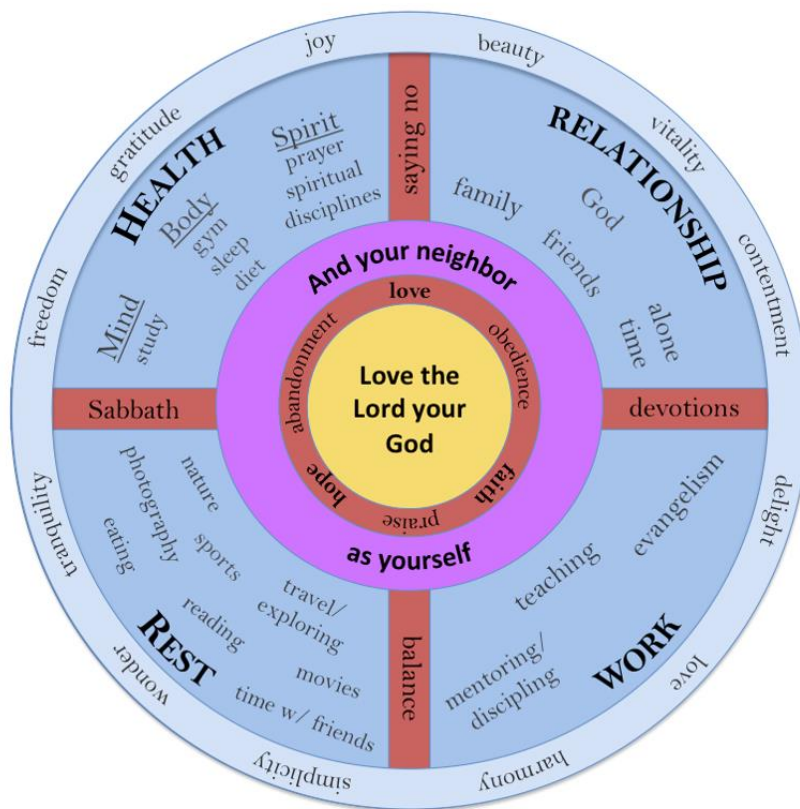 joy
beauty
vitality
contentment
delight
love
harmony
simplicity
wonder
tranquility
freedom
gratitude
HEALTH
Spirit
prayer
spiritual
disciplines
Body
gym
sleep
diet
Mind
study
saying no
RELATIONSHIP
family
God
friends
alone
time
devotions
WORK
evangelism
teaching
mentoring/
discipling
balance
REST
nature
photography
eating
sports
travel/
exploring
reading
movies
time w/ friends
Sabbath
And your neighbor
as yourself
love
obedience
faith
praise
hope
abandonment
Love the
Lord your
God